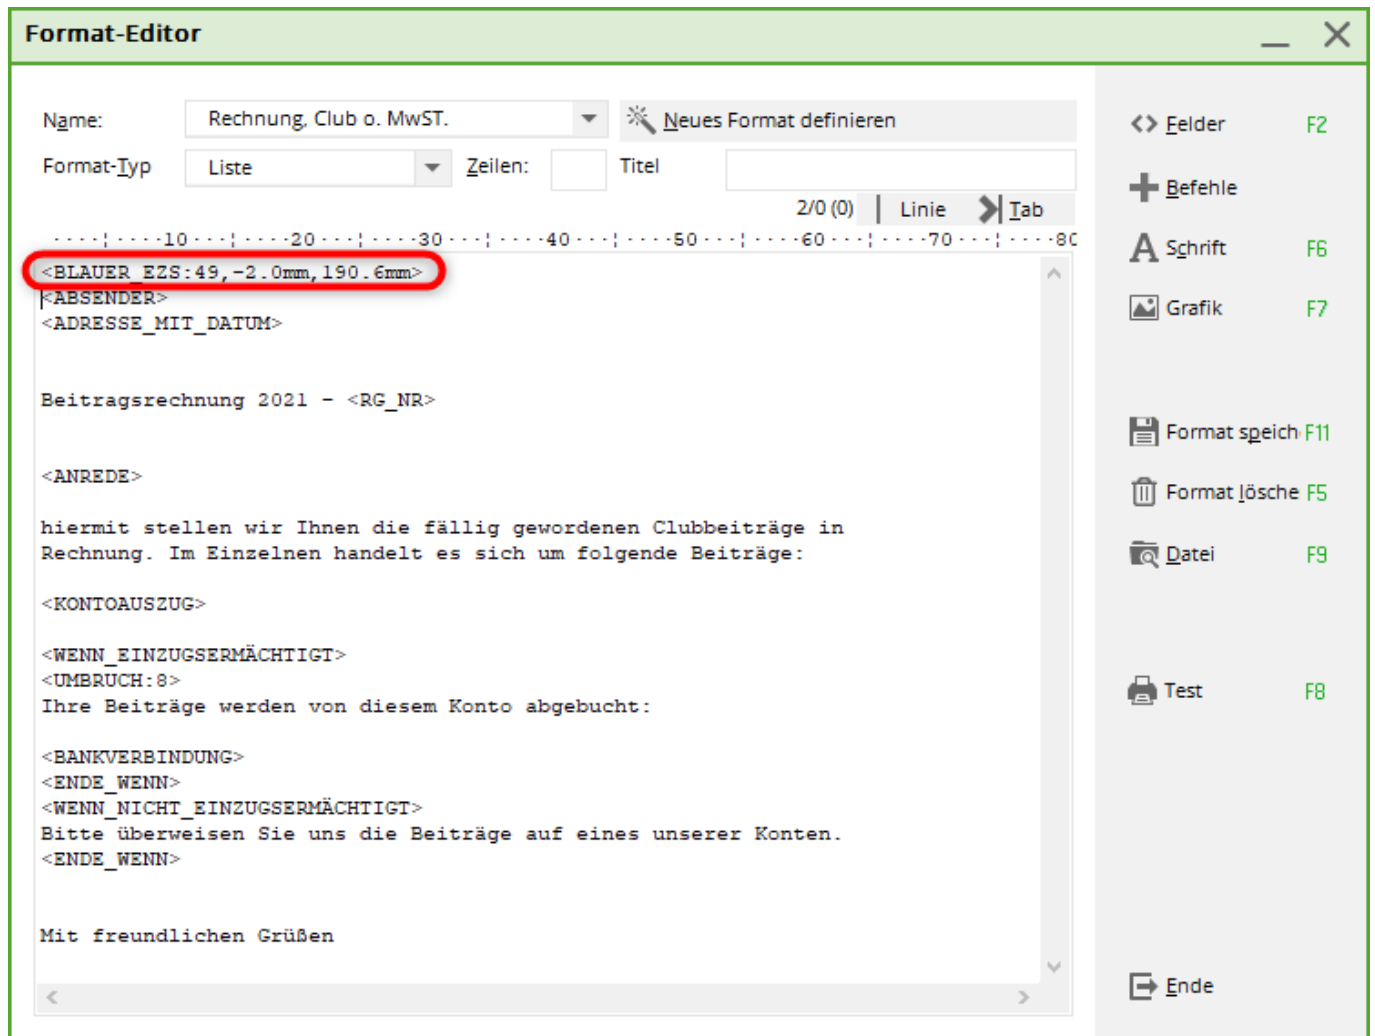 Format-Editor
Name: Rechnung, Club o. MwST. Neues Format definieren
Format-Typ Liste Zeilen: Titel
2/0 (0) Linie Tab
····¦····10···¦····20···¦····30···¦····40···¦····50···¦····60···¦····70···¦····80
<BLAUER_EZS:49,-2.0mm,190.6mm>
<ABSENDER>
<ADRESSE_MIT_DATUM>
Beitragsrechnung 2021 - <RG_NR>
<ANREDE>
hiermit stellen wir Ihnen die fällig gewordenen Clubbeiträge in
Rechnung. Im Einzelnen handelt es sich um folgende Beiträge:
<KONTOAUSZUG>
<WENN_EINZUGSERMÄCHTIGT>
<UMBRUCH:8>
Ihre Beiträge werden von diesem Konto abgebucht:
<BANKVERBINDUNG>
<ENDE_WENN>
<WENN_NICHT_EINZUGSERMÄCHTIGT>
Bitte überweisen Sie uns die Beiträge auf eines unserer Konten.
<ENDE_WENN>
Mit freundlichen Grüßen
Felder F2
Befehle
Schrift F6
Grafik F7
Format speich F11
Format lösche F5
Datei F9
Test F8
Ende